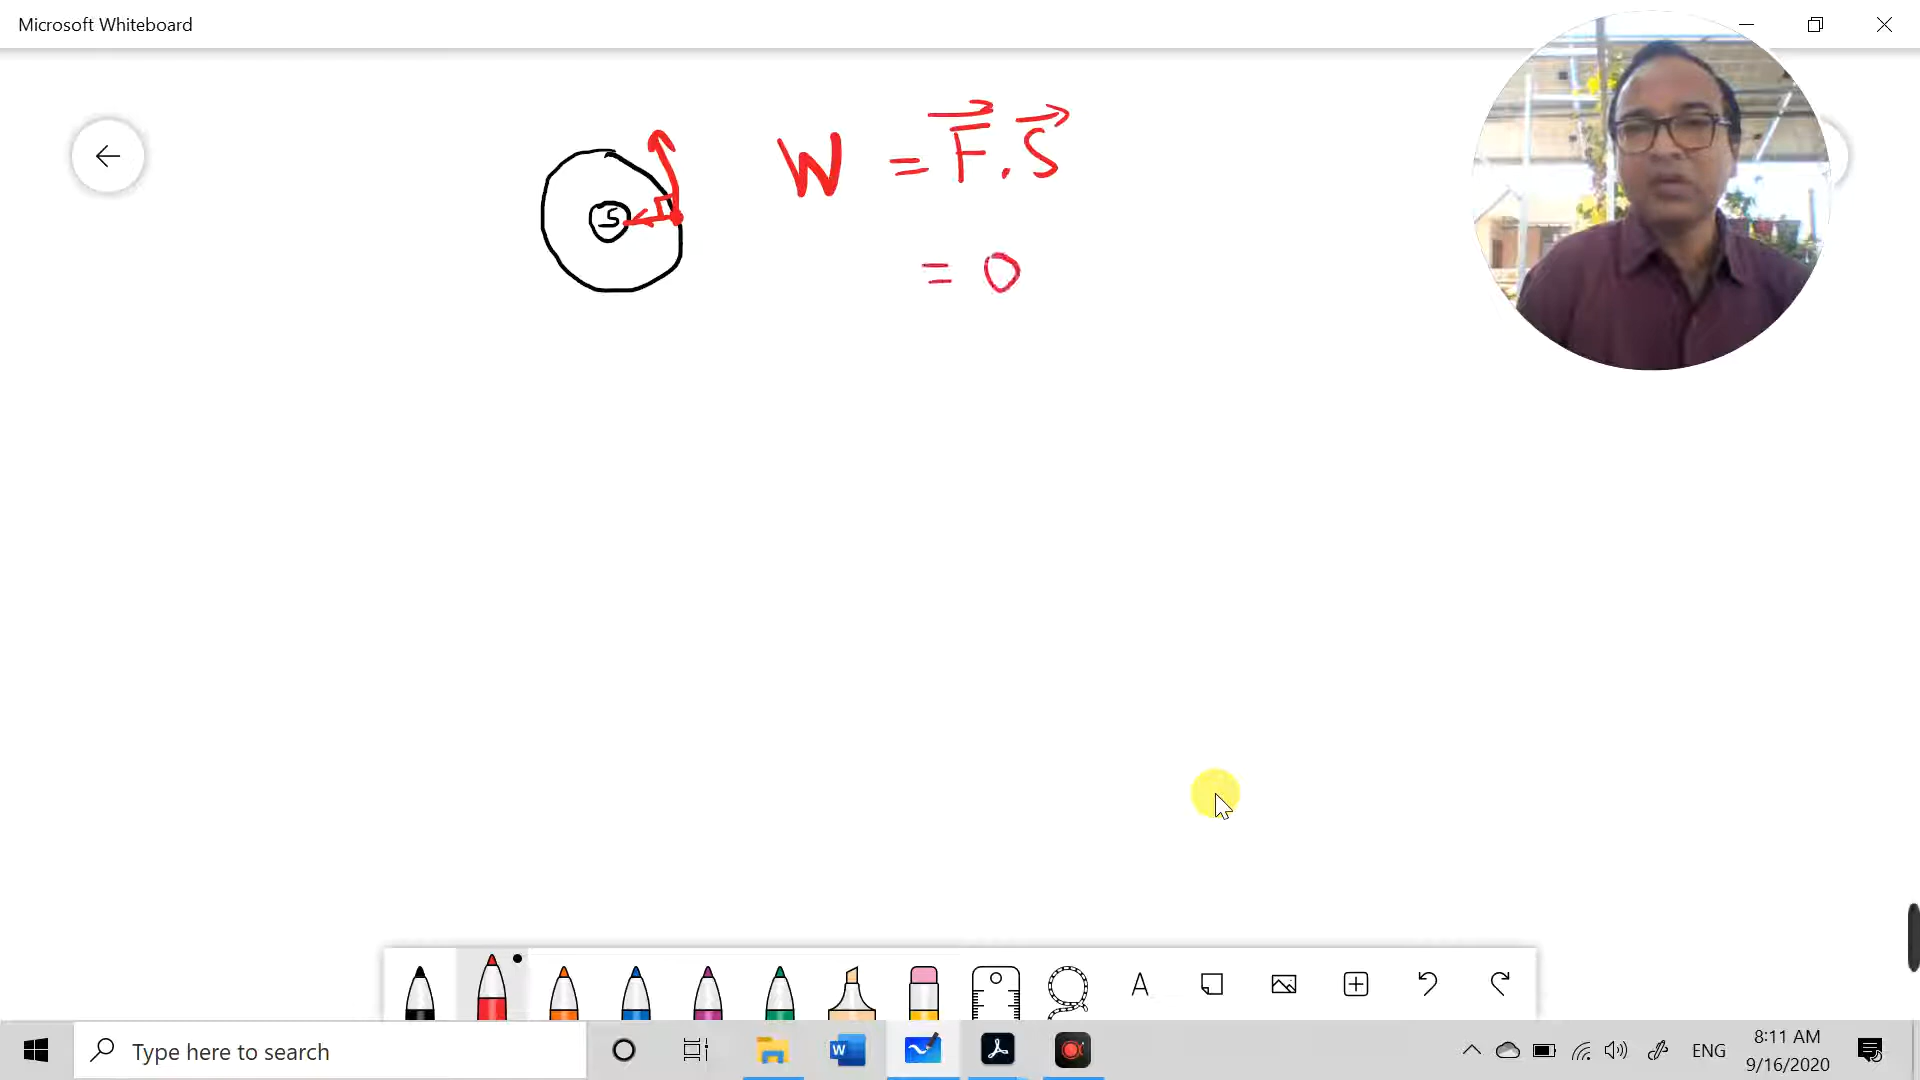 Microsoft Whiteboard
S
W = F⃗ . S⃗
= 0
A
Type here to search
ENG
8:11 AM
9/16/2020